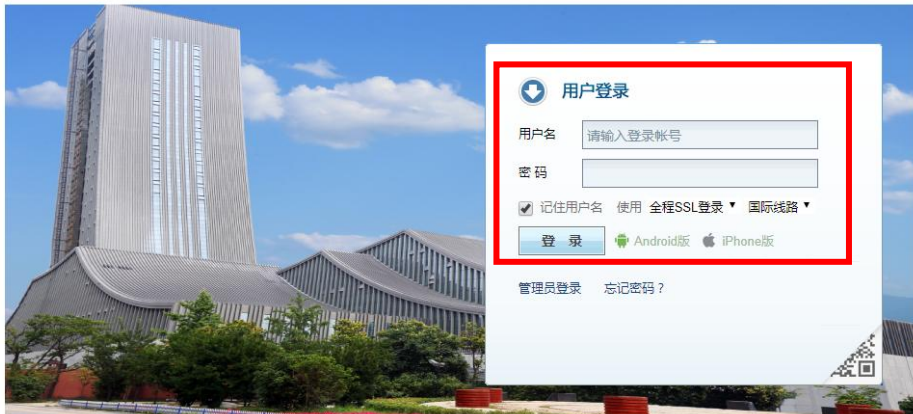 用户登录
用户名 请输入登录帐号
密 码
记住用户名 使用 全程SSL登录 国际线路
登 录 Android版 iPhone版
管理员登录 忘记密码？